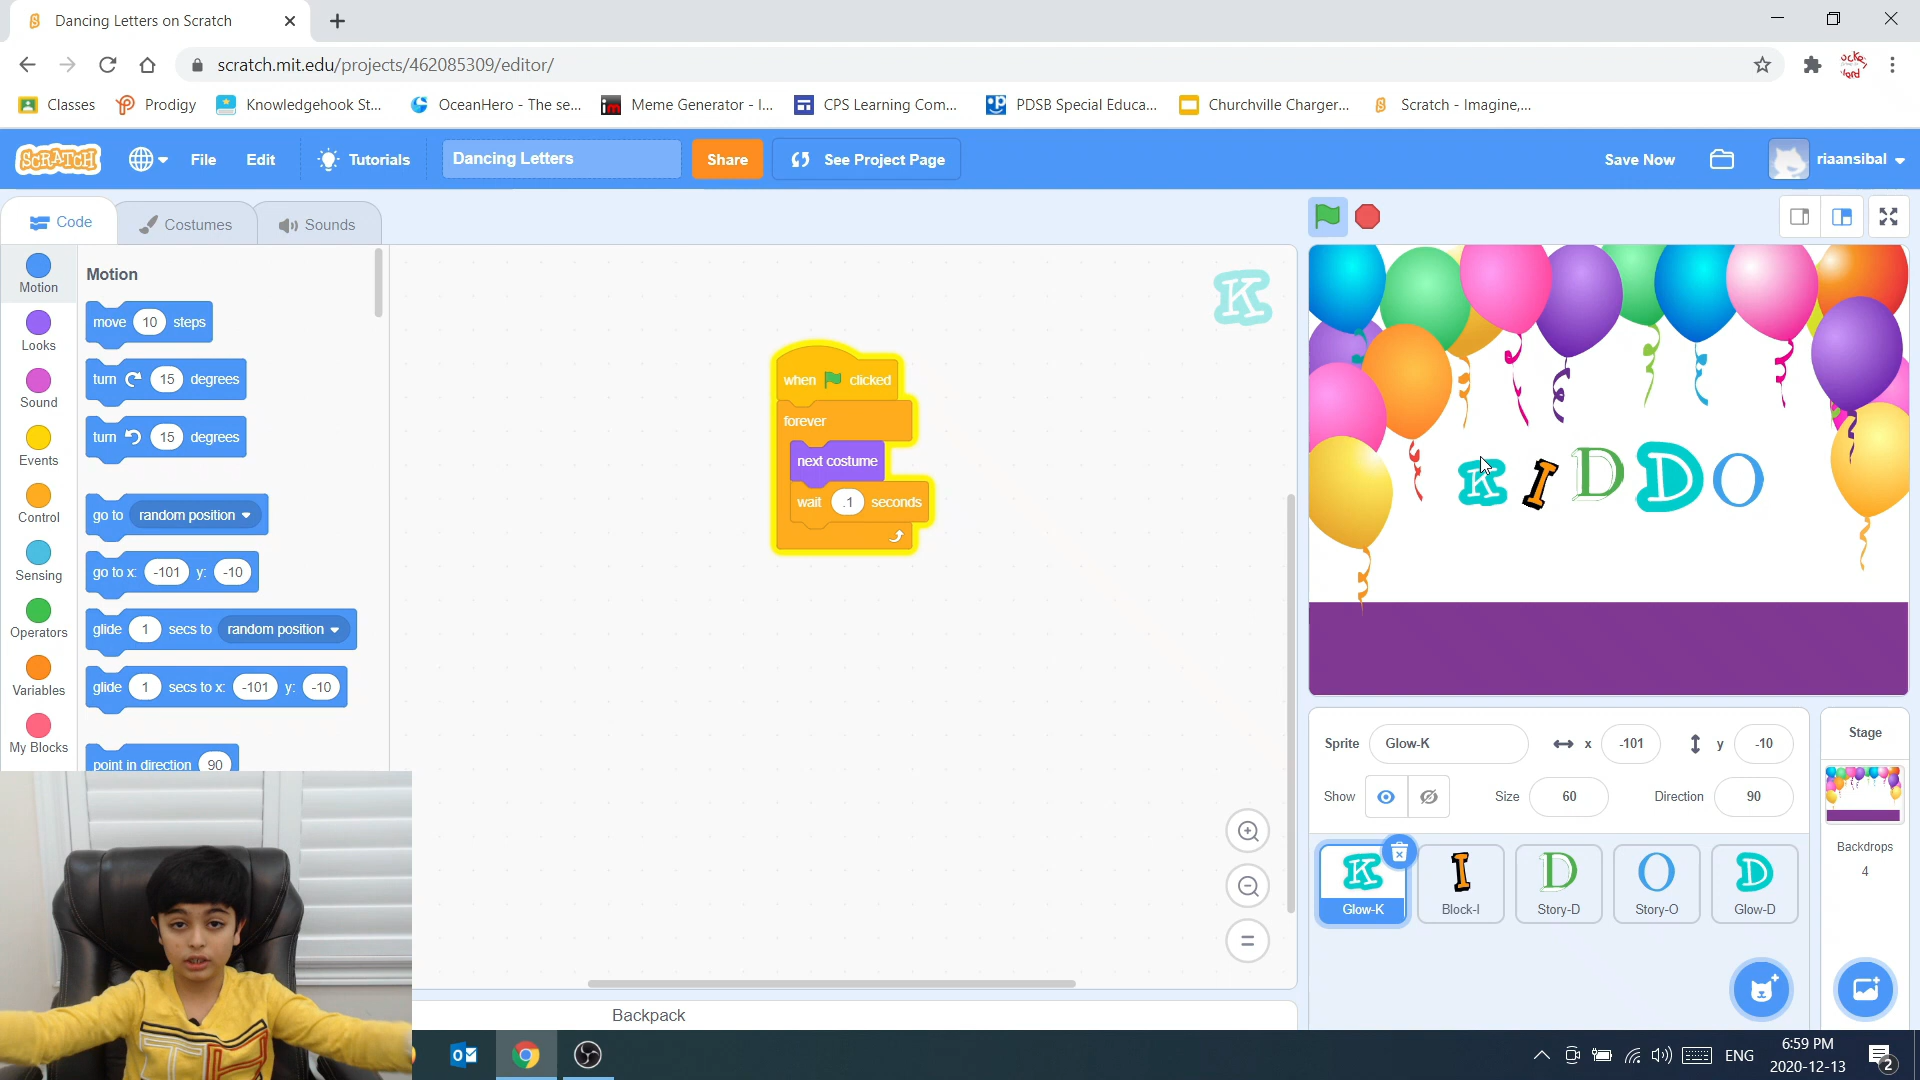 Dancing Letters on Scratch
scratch.mit.edu/projects/462085309/editor/
Classes Prodigy Knowledgehook St... OceanHero - The se... Meme Generator - I... CPS Learning Com... PDSB Special Educa... Churchville Charger... Scratch - Imagine,...
SCRATCH File Edit Tutorials Dancing Letters Share See Project Page Save Now riaansibal
Code Costumes Sounds
Motion
Looks
Sound
Events
Control
Sensing
Operators
Variables
My Blocks
Motion
move 10 steps
turn 15 degrees
turn 15 degrees
go to random position
go to x: -101 y: -10
glide 1 secs to random position
glide 1 secs to x: -101 y: -10
point in direction 90
when clicked
forever
next costume
wait .1 seconds
K
K I D D O
Sprite Glow-K x -101 y -10
Show Size 60 Direction 90
K I D O D
Glow-K Block-I Story-D Story-O Glow-D
Stage
Backdrops
4
Backpack
ENG
6:59 PM
2020-12-13
2